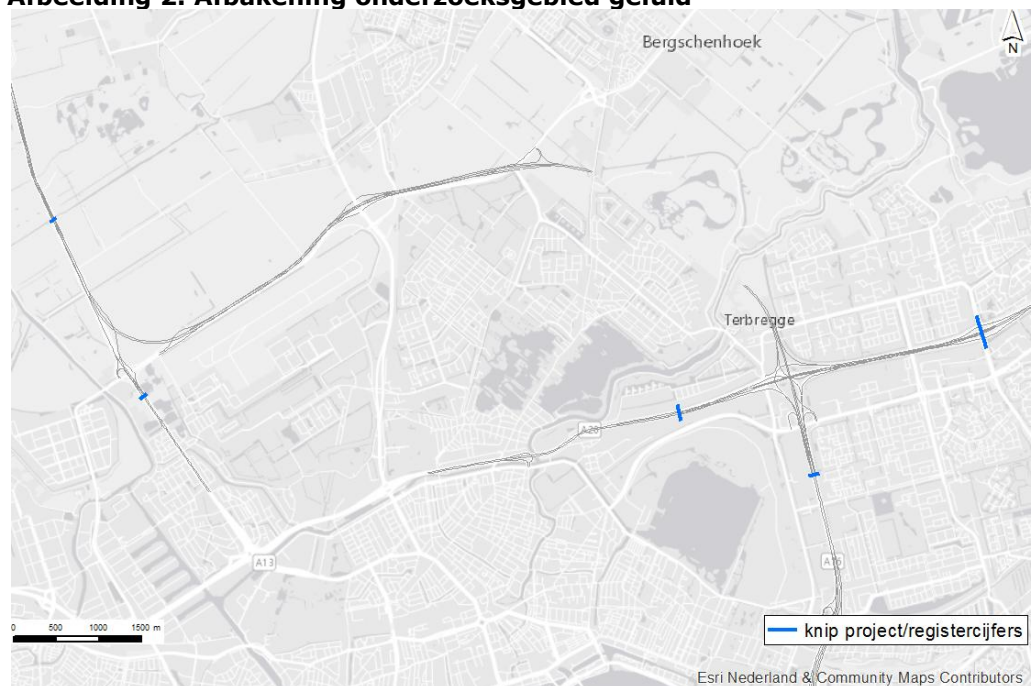 Afbeelding 2: Afbakening onderzoeksgebied geluid
Bergschenhoek
N
Terbregge
A20
A13
A16
0 500 1000 1500 m
knip project/registercijfers
Esri Nederland & Community Maps Contributors